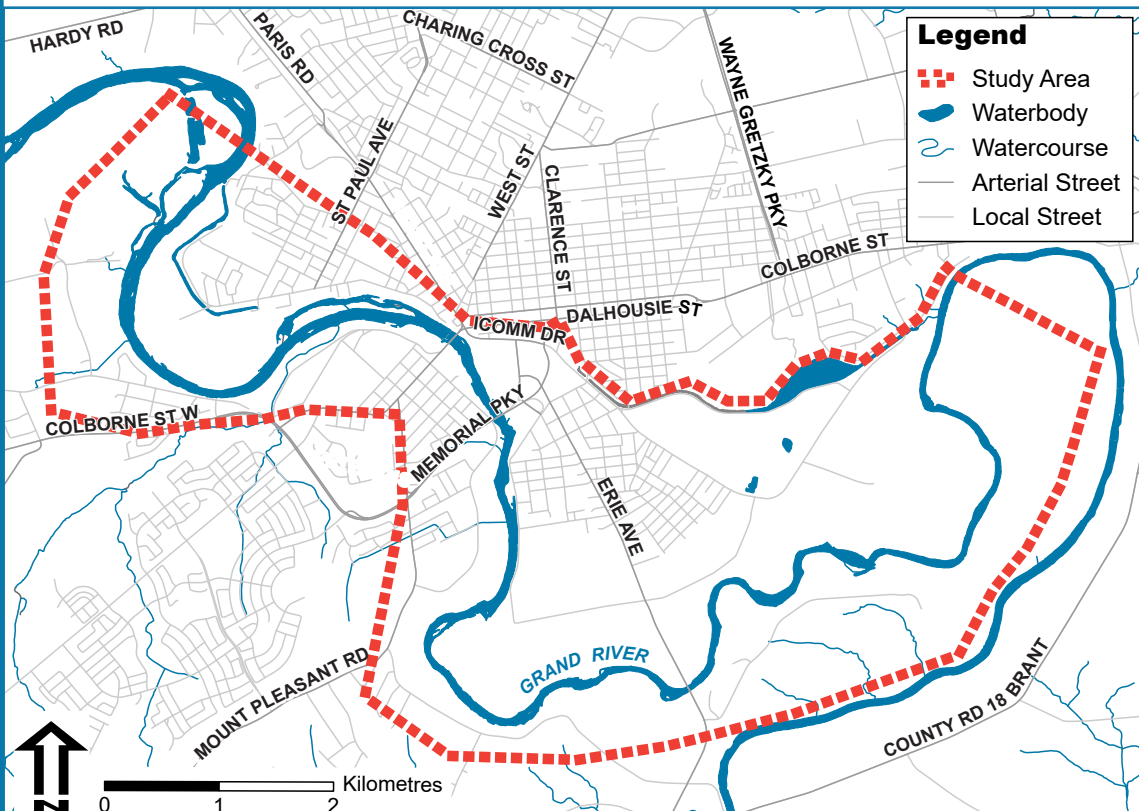 HARDY RD
PARIS RD
CHARING CROSS ST
WAYNE GRETZKY PKY
Legend
Study Area
Waterbody
Watercourse
Arterial Street
Local Street
ST PAUL AVE
WEST ST
CLARENCE ST
COLBORNE ST
DALHOUSIE ST
ICOMM DR
COLBORNE ST W
MEMORIAL PKY
ERIE AVE
GRAND RIVER
MOUNT PLEASANT RD
COUNTY RD 18 BRANT
N
Kilometres
0 1 2